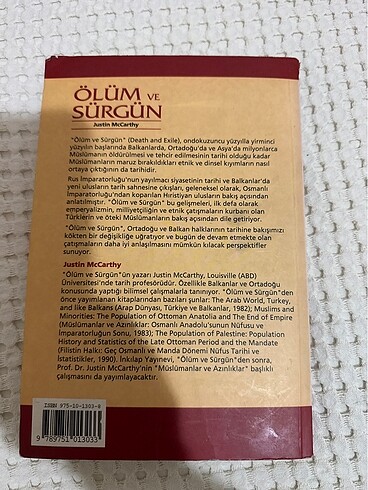 ÖLÜM VE
SÜRGÜN
Justin McCarthy
"Ölüm ve Sürgün" (Death and Exile), ondokuzuncu yüzyılla yirminci
yüzyılın başlarında Balkanlarda, Ortadoğu'da ve Asya'da milyonlarca
Müslümanın öldürülmesi ve tehcir edilmesinin tarihi olduğu kadar
Müslümanların maruz bırakıldıkları etnik ve dinsel kıyımların nasıl
ortaya çıktığının da tarihidir.
Rus İmparatorluğu'nun yayılmacı siyasetinin tarihi ve Balkanlar'da
yeni ulusların tarih sahnesine çıkışları, geleneksel olarak, Osmanlı
İmparatorluğu'ndan koparılan Hıristiyan ulusların bakış açısından
anlatılmıştır. "Ölüm ve Sürgün" bu gelişmeleri, ilk defa olarak,
emperyalizmin, milliyetçiliğin ve etnik çatışmaların kurbanı olan
Türklerin ve öteki Müslümanların bakış açısından dile getiriyor.
"Ölüm ve Sürgün", Ortadoğu ve Balkan halklarının tarihine bakışımızı
kökten bir değişikliğe uğratıyor ve bugün de devam etmekte olan
çatışmaların daha iyi anlaşılmasını mümkün kılacak perspektifler
sunuyor.
Justin McCarthy
"Ölüm ve Sürgün"ün yazarı Justin McCarthy, Louisville (ABD)
Üniversitesi'nde tarih profesörüdür. Özellikle Balkanlar ve Ortadoğu
konusunda yaptığı bilimsel çalışmalarla tanınıyor. "Ölüm ve Sürgün"den
önce yayımlanan kitaplarından bazıları şunlar: The Arab World, Turkey,
and like Balkans (Arap Dünyası, Türkiye ve Balkanlar, 1982); Muslims and
Minorities: The Population of Ottoman Anatolia and The End of Empire
(Müslümanlar ve Azınlıklar: Osmanlı Anadolu'sunun Nüfusu ve
İmparatorluğun Sonu, 1983); The Population of Palestine: Population
History and Statistics of the Late Ottoman Period and the Mandate
(Filistin Halkı: Geç Osmanlı ve Manda Dönemi Nüfus Tarihi ve
İstatistikler, 1990). İnkılap Yayınevi, "Ölüm ve Sürgün"den sonra,
Prof. Dr. Justin McCarthy'nin "Müslümanlar ve Azınlıklar" başlıklı
çalışmasını da yayımlayacaktır.
ISBN 975-10-1303-8
9 789751 013033